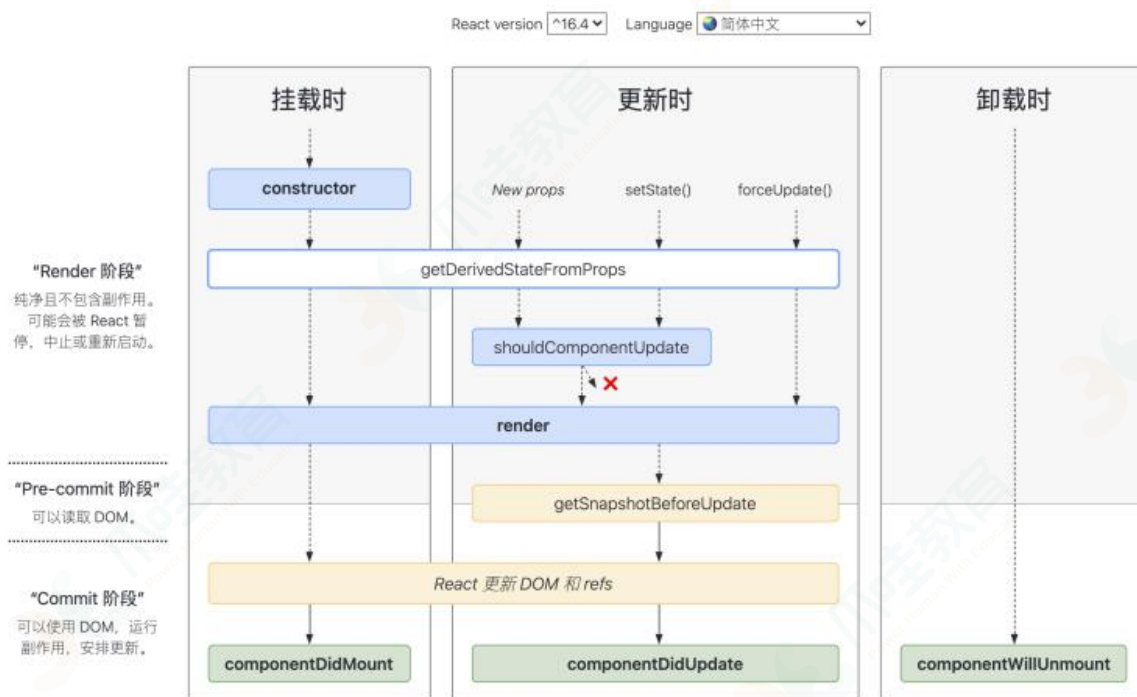 React version ^16.4 Language 简体中文
挂载时 更新时 卸载时
constructor
New props setState() forceUpdate()
getDerivedStateFromProps
“Render 阶段”
纯净且不包含副作用。
可能会被 React 暂
停，中止或重新启动。
shouldComponentUpdate
render
“Pre-commit 阶段”
可以读取 DOM。
getSnapshotBeforeUpdate
React 更新 DOM 和 refs
“Commit 阶段”
可以使用 DOM，运行
副作用，安排更新。
componentDidMount componentDidUpdate componentWillUnmount